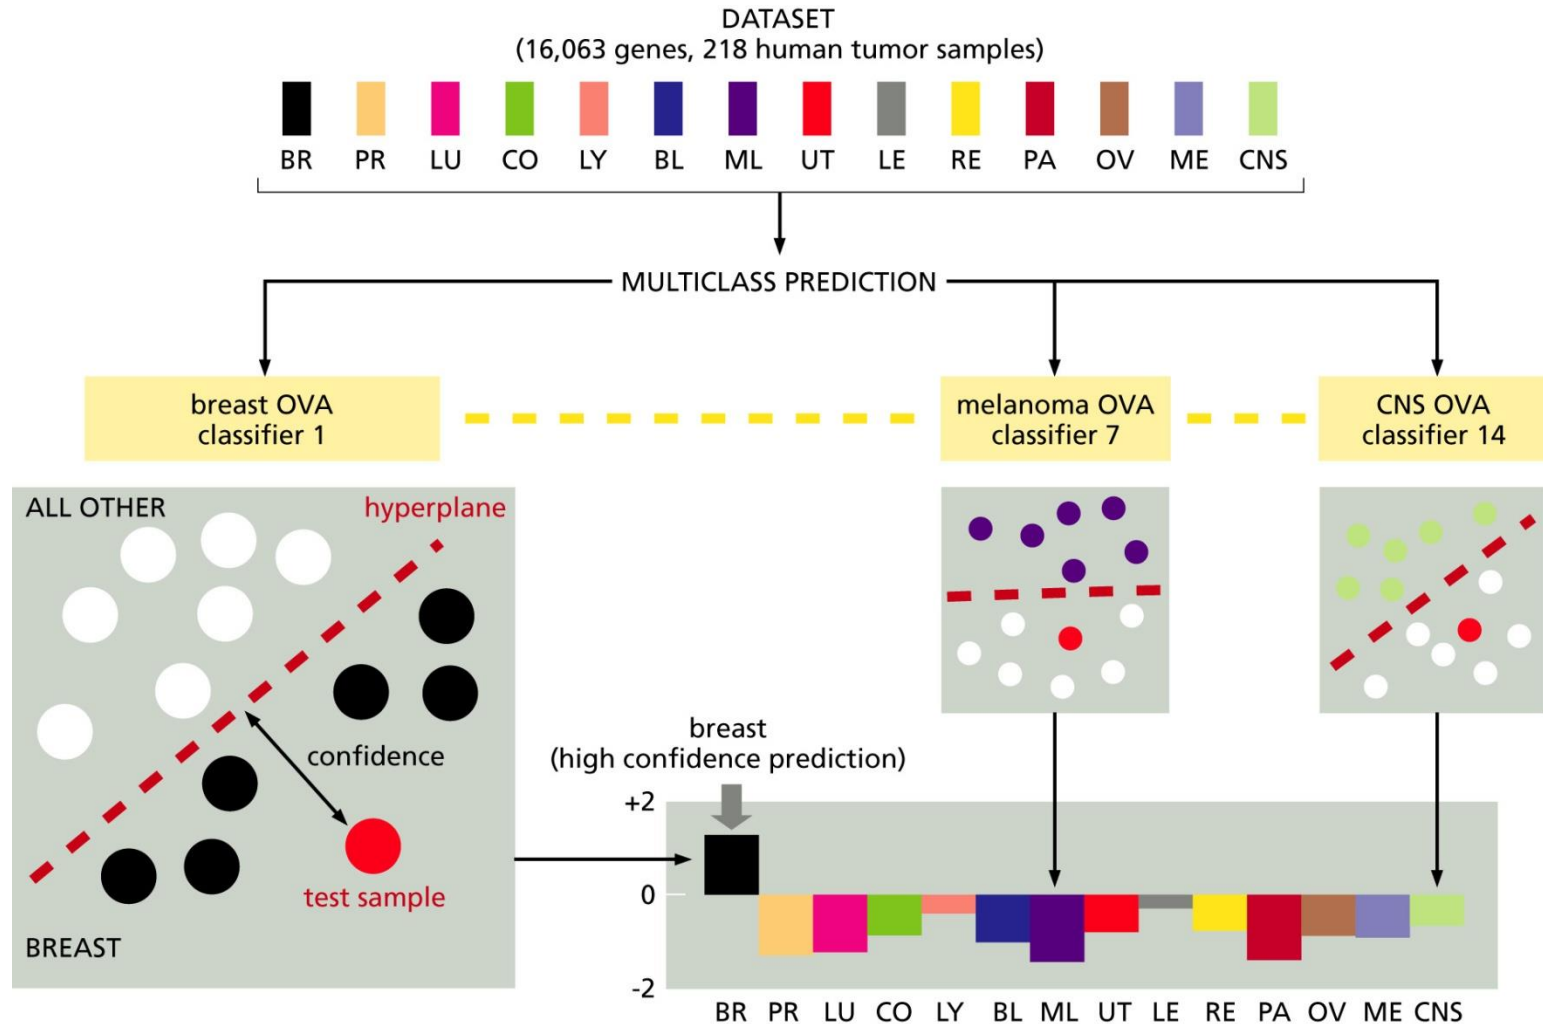 DATASET
(16,063 genes, 218 human tumor samples)
BR PR LU CO LY BL ML UT LE RE PA OV ME CNS
MULTICLASS PREDICTION
breast OVA
classifier 1
melanoma OVA
classifier 7
CNS OVA
classifier 14
ALL OTHER
hyperplane
confidence
test sample
BREAST
breast
(high confidence prediction)
+2
0
-2
BR PR LU CO LY BL ML UT LE RE PA OV ME CNS